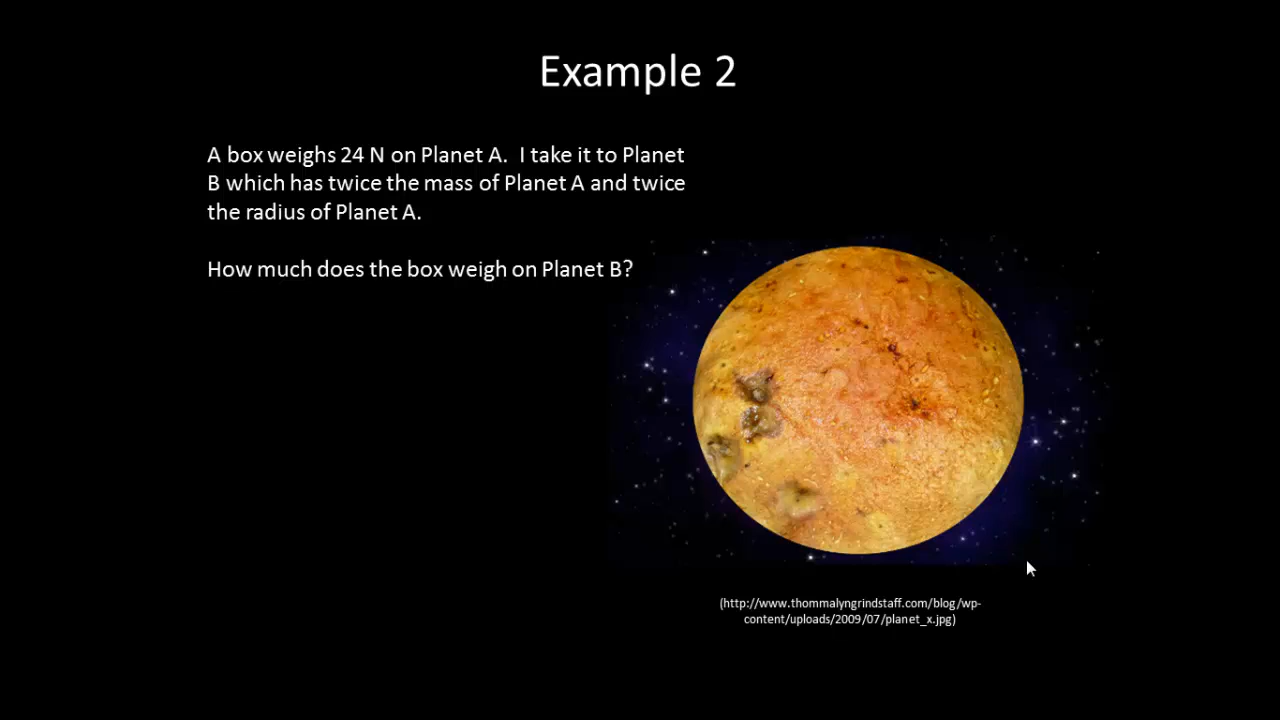 Example 2
A box weighs 24 N on Planet A.  I take it to Planet
B which has twice the mass of Planet A and twice
the radius of Planet A.
How much does the box weigh on Planet B?
(http://www.thommalyngrindstaff.com/blog/wp-
content/uploads/2009/07/planet_x.jpg)